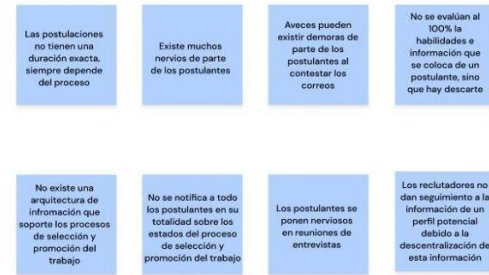 Las postulaciones
no tienen una
duración exacta,
siempre depende
del proceso
Existe muchos
nervios de parte
de los postulantes
Aveces pueden
existir demoras de
parte de los
postulantes al
contestar los
correos
No se evalúan al
100% la
habilidades e
información que
se coloca de un
postulante, sino
que hay descarte
No existe una
arquitectura de
infromación que
soporte los procesos
de selección y
promoción del
trabajo
No se notifica a todo
los postulantes en su
totalidad sobre los
estados del proceso
de selección y
promoción del trabajo
Los postulantes se
ponen nerviosos
en reuniones de
entrevistas
Los reclutadores no
dan seguimiento a la
información de un
perfil potencial
debido a la
descentralización de
esta información